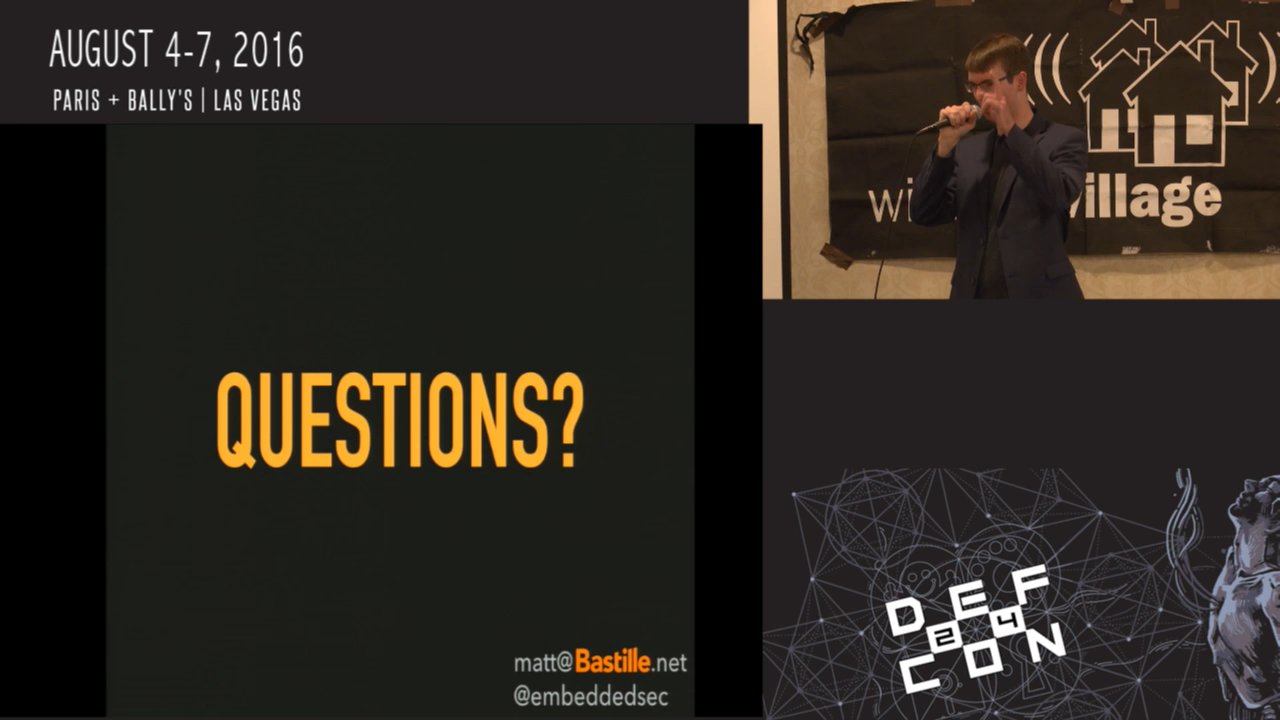 AUGUST 4-7, 2016
PARIS + BALLY'S | LAS VEGAS
village
QUESTIONS?
matt@Bastille.net
@embeddedsec
DEF
24
CON